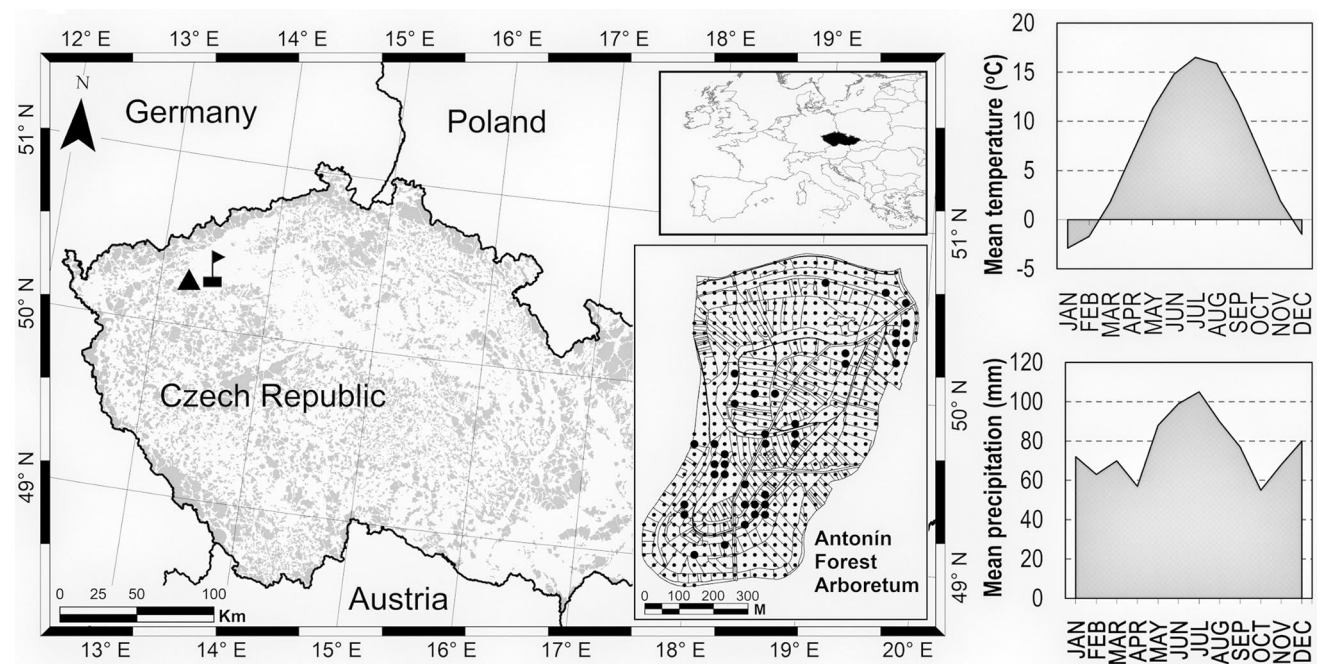 12° E 13° E 14° E 15° E 16° E 17° E 18° E 19° E
N
Germany
Poland
51° N
50° N
49° N
51° N
50° N
49° N
Czech Republic
Austria
0 25 50 100
Km
Antonín
Forest
Arboretum
0 100 200 300
M
13° E 14° E 15° E 16° E 17° E 18° E 19° E 20° E
Mean temperature (ºC)
20
15
10
5
0
-5
JAN
FEB
MAR
APR
MAY
JUN
JUL
AUG
SEP
OCT
NOV
DEC
Mean precipitation (mm)
120
100
80
60
40
20
0
JAN
FEB
MAR
APR
MAY
JUN
JUL
AUG
SEP
OCT
NOV
DEC